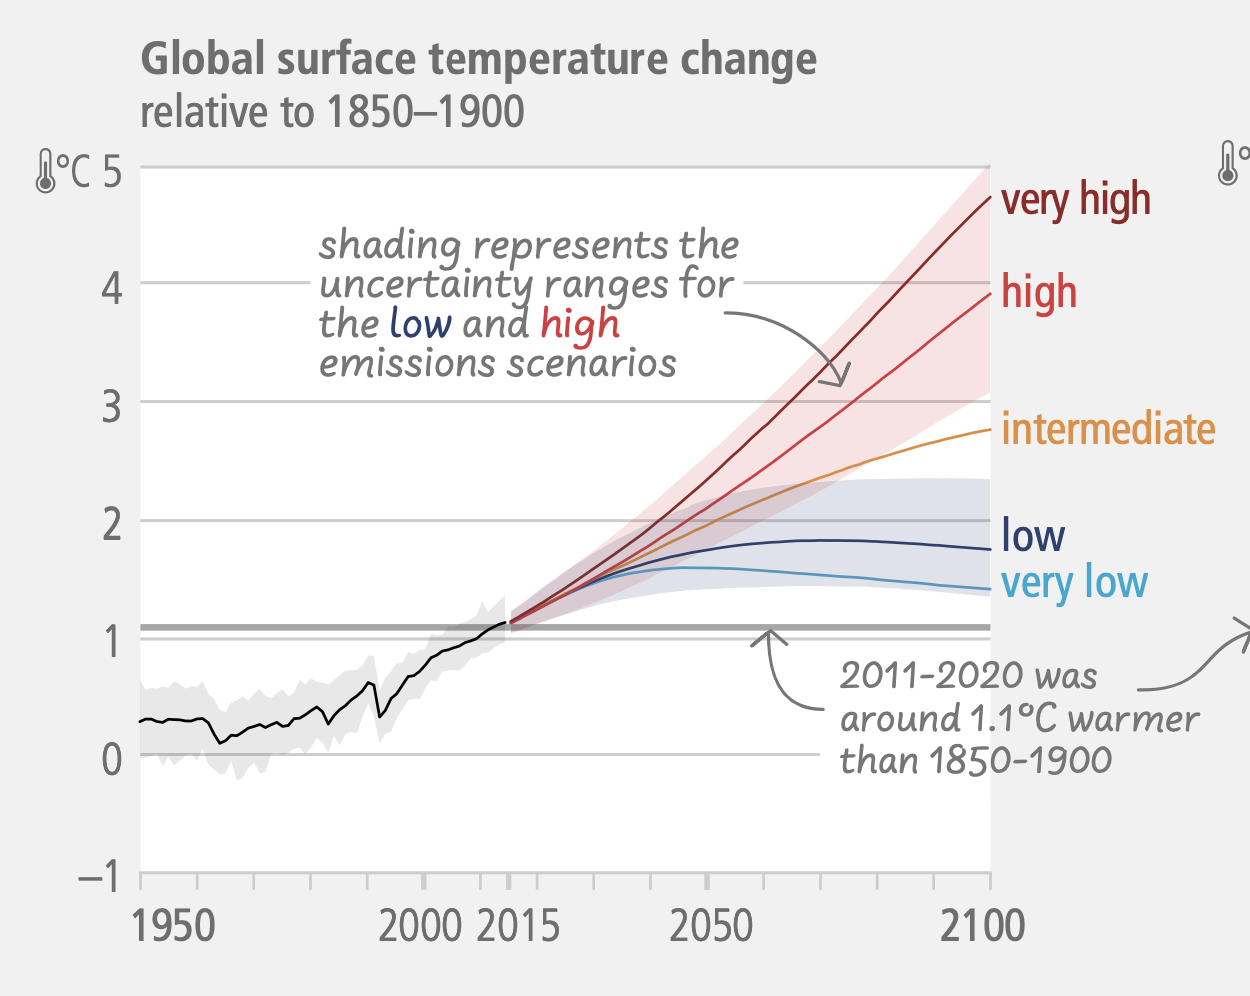 Global surface temperature change
relative to 1850–1900
°C 5
4
3
2
1
0
–1
shading represents the
uncertainty ranges for
the low and high
emissions scenarios
very high
high
intermediate
low
very low
2011-2020 was
around 1.1°C warmer
than 1850-1900
1950 2000 2015 2050 2100